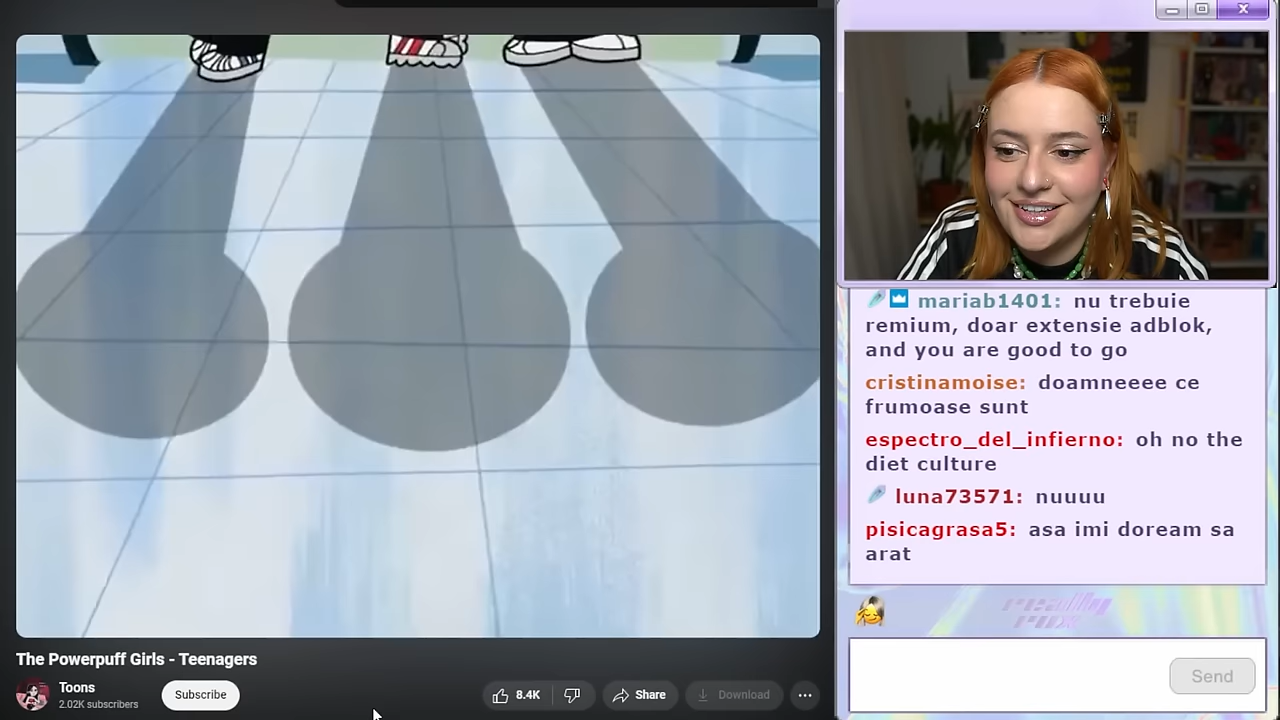 mariab1401: nu trebuie
remium, doar extensie adblok,
and you are good to go
cristinamoise: doamneeee ce
frumoase sunt
espectro_del_infierno: oh no the
diet culture
luna73571: nuuuu
pisicagrasa5: asa imi doream sa
arat
really
rux
Send
The Powerpuff Girls - Teenagers
Toons
2.02K subscribers
Subscribe
8.4K
Share
Download